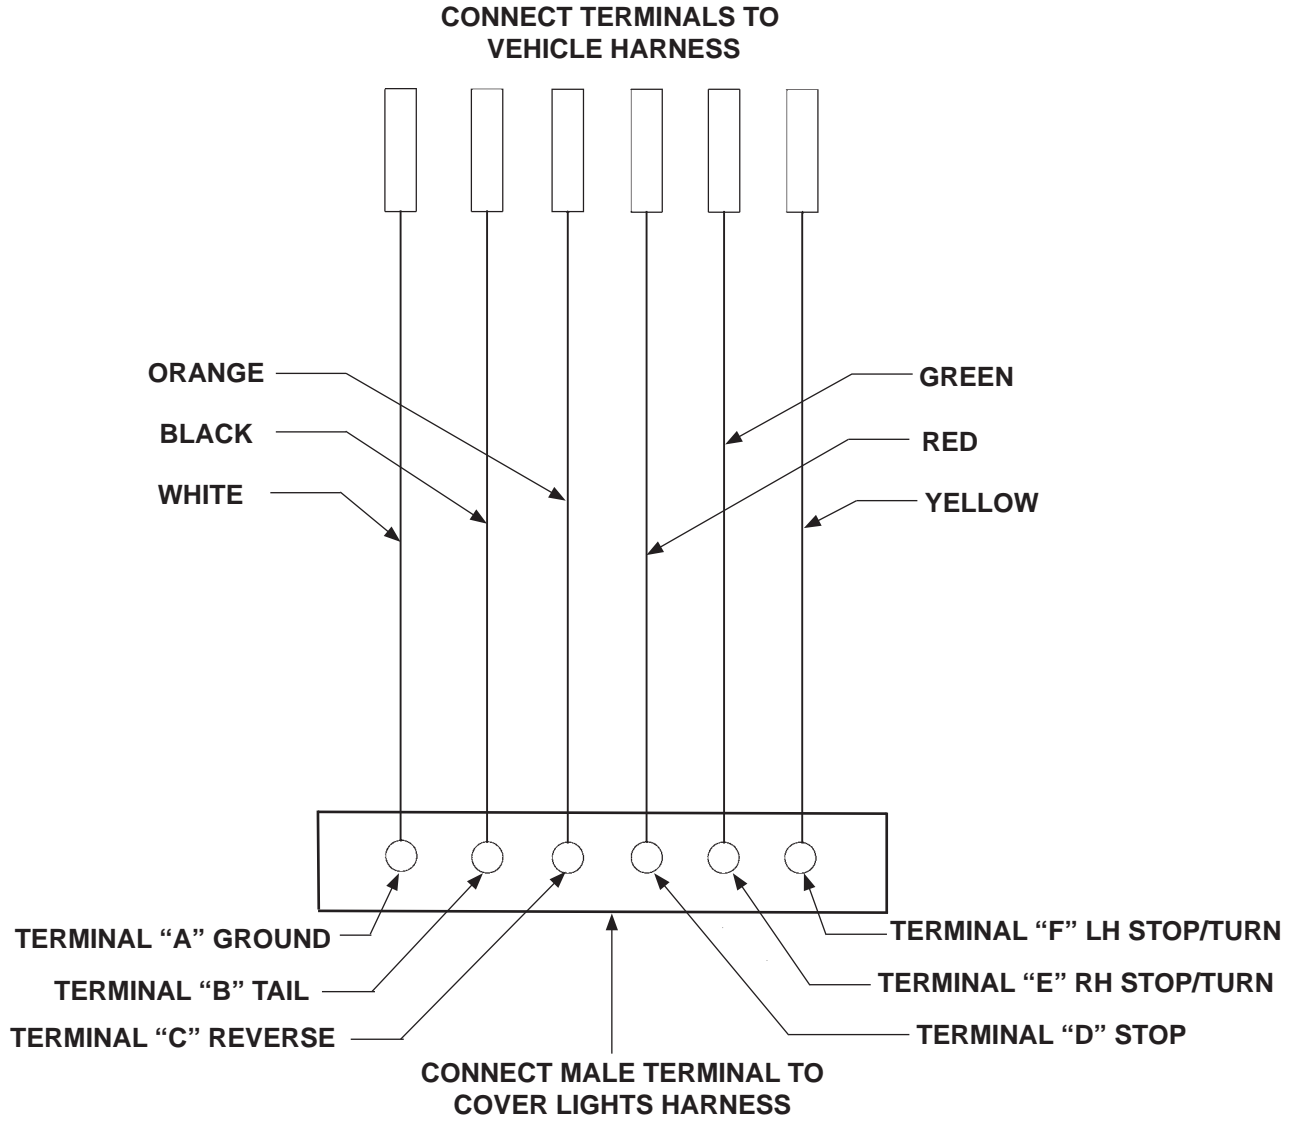 CONNECT TERMINALS TO
VEHICLE HARNESS
ORANGE
BLACK
WHITE
GREEN
RED
YELLOW
TERMINAL “A” GROUND
TERMINAL “B” TAIL
TERMINAL “C” REVERSE
TERMINAL “F” LH STOP/TURN
TERMINAL “E” RH STOP/TURN
TERMINAL “D” STOP
CONNECT MALE TERMINAL TO
COVER LIGHTS HARNESS